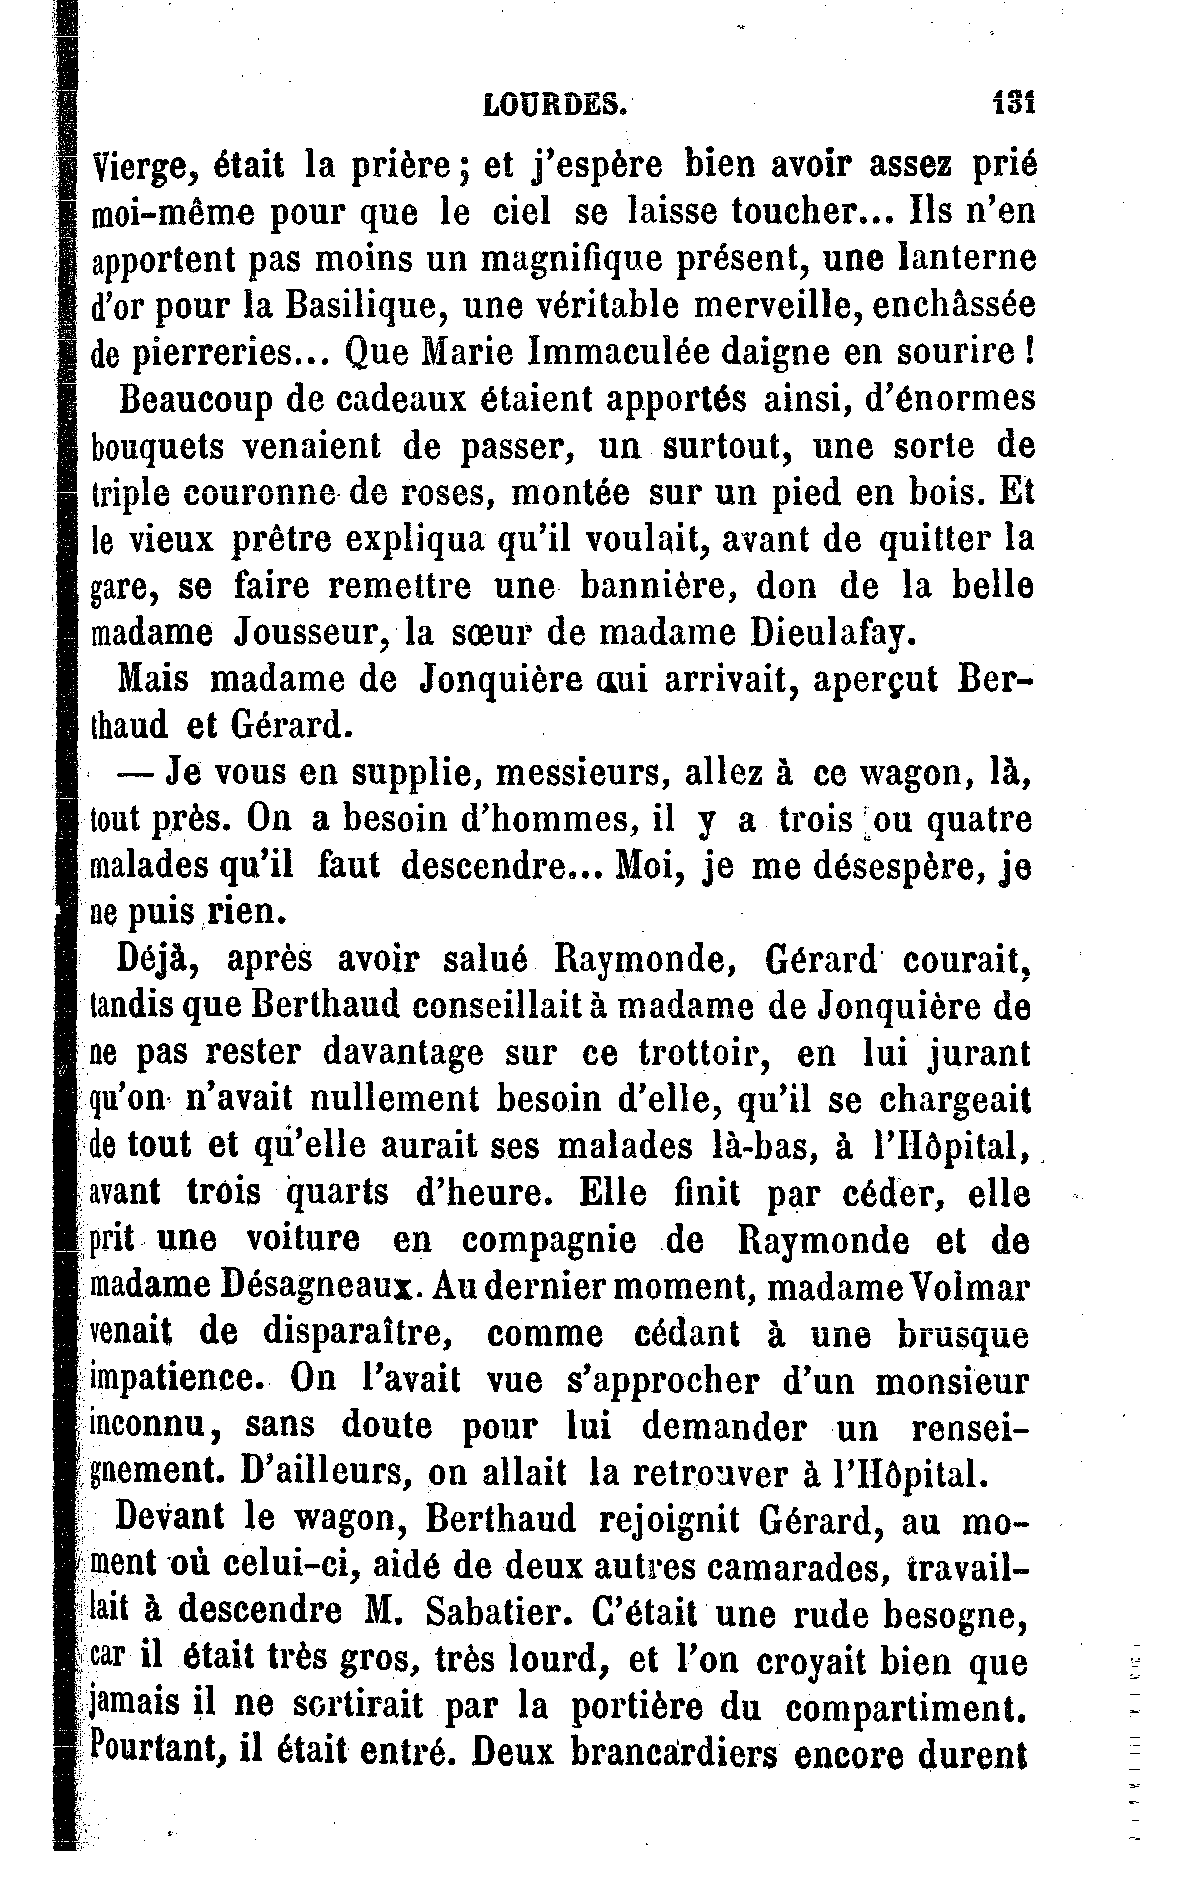 LOURDES. 131
Vierge, était la prière ; et j'espère bien avoir assez prié
moi-même pour que le ciel se laisse toucher... Ils n'en
apportent pas moins un magnifique présent, une lanterne
d'or pour la Basilique, une véritable merveille, enchâssée
de pierreries... Que Marie Immaculée daigne en sourire !
Beaucoup de cadeaux étaient apportés ainsi, d'énormes
bouquets venaient de passer, un surtout, une sorte de
triple couronne de roses, montée sur un pied en bois. Et
le vieux prêtre expliqua qu'il voulait, avant de quitter la
gare, se faire remettre une bannière, don de la belle
madame Jousseur, la sœur de madame Dieulafay.
Mais madame de Jonquière qui arrivait, aperçut Ber-
thaud et Gérard.
— Je vous en supplie, messieurs, allez à ce wagon, là,
tout près. On a besoin d'hommes, il y a trois ou quatre
malades qu'il faut descendre... Moi, je me désespère, je
ne puis rien.
Déjà, après avoir salué Raymonde, Gérard courait,
tandis que Berthaud conseillait à madame de Jonquière de
ne pas rester davantage sur ce trottoir, en lui jurant
qu'on n'avait nullement besoin d'elle, qu'il se chargeait
de tout et qu'elle aurait ses malades là-bas, à l'Hôpital,
avant trois quarts d'heure. Elle finit par céder, elle
prit une voiture en compagnie de Raymonde et de
madame Désagneaux. Au dernier moment, madame Volmar
venait de disparaître, comme cédant à une brusque
impatience. On l'avait vue s'approcher d'un monsieur
inconnu, sans doute pour lui demander un rensei-
gnement. D'ailleurs, on allait la retrouver à l'Hôpital.
Devant le wagon, Berthaud rejoignit Gérard, au mo-
ment où celui-ci, aidé de deux autres camarades, travail-
lait à descendre M. Sabatier. C'était une rude besogne,
car il était très gros, très lourd, et l'on croyait bien que
jamais il ne sortirait par la portière du compartiment.
Pourtant, il était entré. Deux brancardiers encore durent